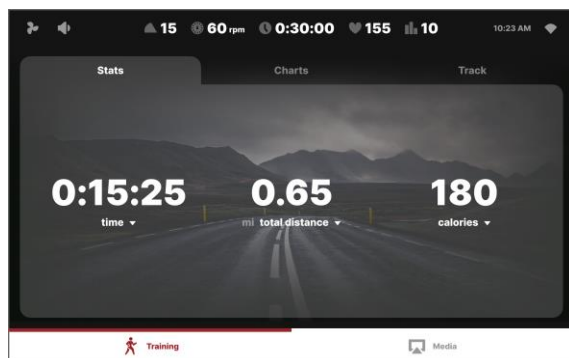 15 60 rpm 0:30:00 155 10 10:23 AM
Stats Charts Track
0:15:25 0.65 180
time mi total distance calories
Training Media